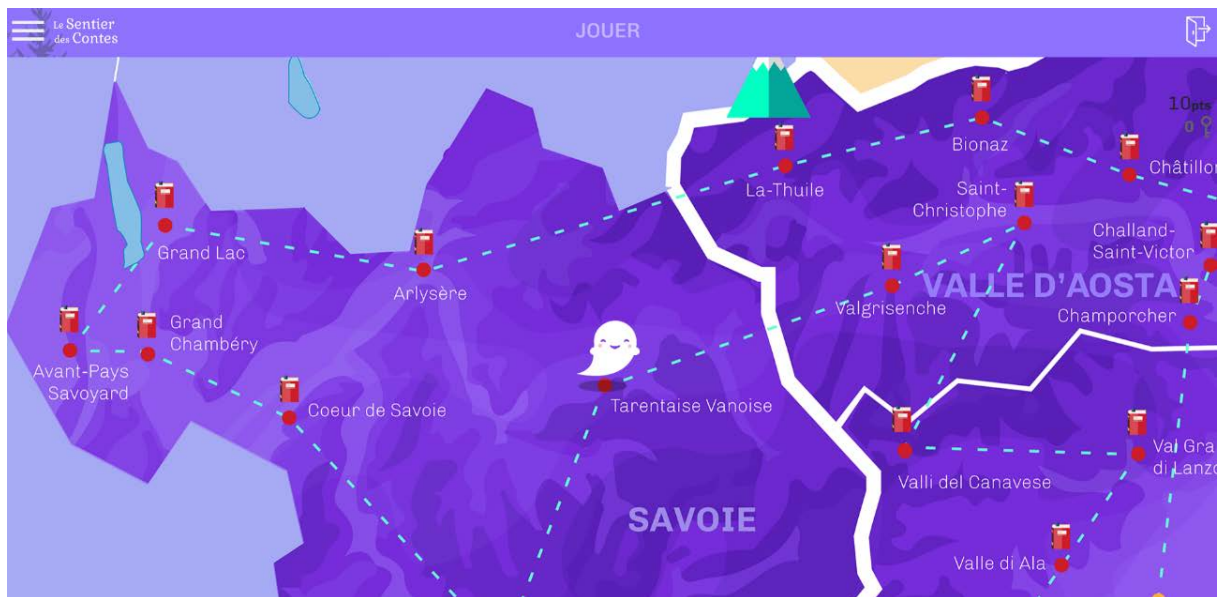 Le Sentier
des Contes
JOUER
10pts
0
Bionaz
Châtillon
La-Thuile
Saint-
Christophe
Challand-
Saint-Victor
Grand Lac
Arlysère
VALLE D'AOSTA
Valgrisenche
Champorcher
Grand
Chambéry
Avant-Pays
Savoyard
Coeur de Savoie
Tarentaise Vanoise
Val Gra
di Lanzo
Valli del Canavese
SAVOIE
Valle di Ala